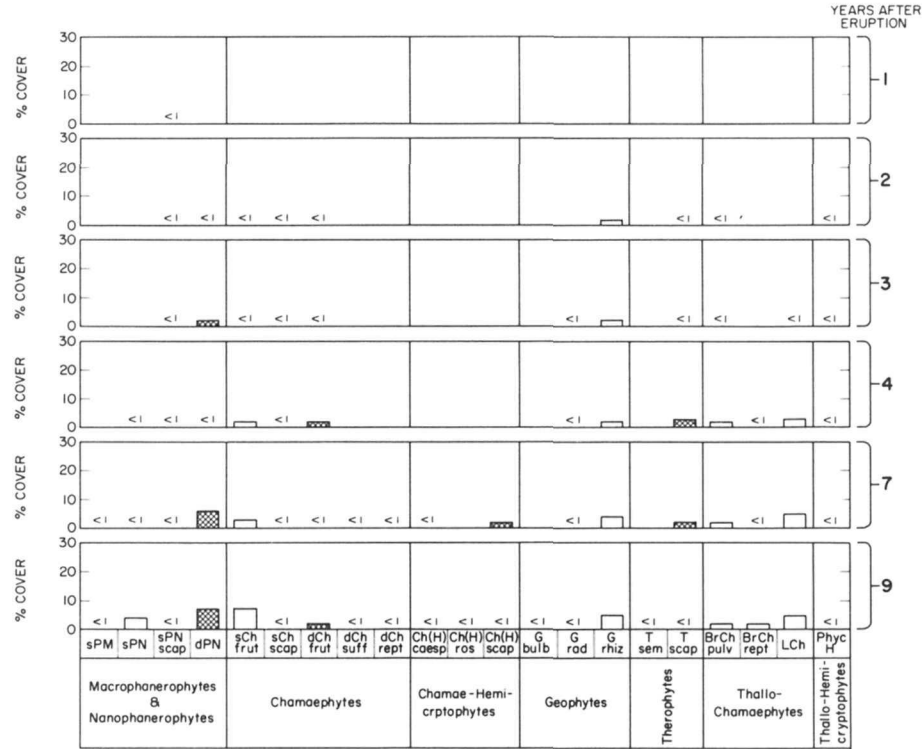 YEARS AFTER
ERUPTION
% COVER
30
20
10
0
<1
1
% COVER
30
20
10
0
<1 <1 <1 <1 <1 <1 <1 <1
2
% COVER
30
20
10
0
<1 <1 <1 <1 <1 <1 <1 <1 <1
3
% COVER
30
20
10
0
<1 <1 <1 <1 <1 <1 <1
4
% COVER
30
20
10
0
<1 <1 <1 <1 <1 <1 <1 <1 <1 <1 <1
7
% COVER
30
20
10
0
<1 <1 <1 <1 <1 <1 <1 <1 <1 <1 <1 <1 <1
9
sPM sPN sPN scap dPN sCh frut sCh scap dCh frut dCh suff dCh rept Ch(H) caesp Ch(H) ros Ch(H) scap G bulb G rad G rhiz T sem T scap BrCh pulv BrCh rept LCh Phyc H
Macrophanerophytes
&
Nanophanerophytes
Chamaephytes
Chamae-Hemi-
crptophytes
Geophytes
Therophytes
Thallo-
Chamaephytes
Thallo-Hemi-
cryptophytes